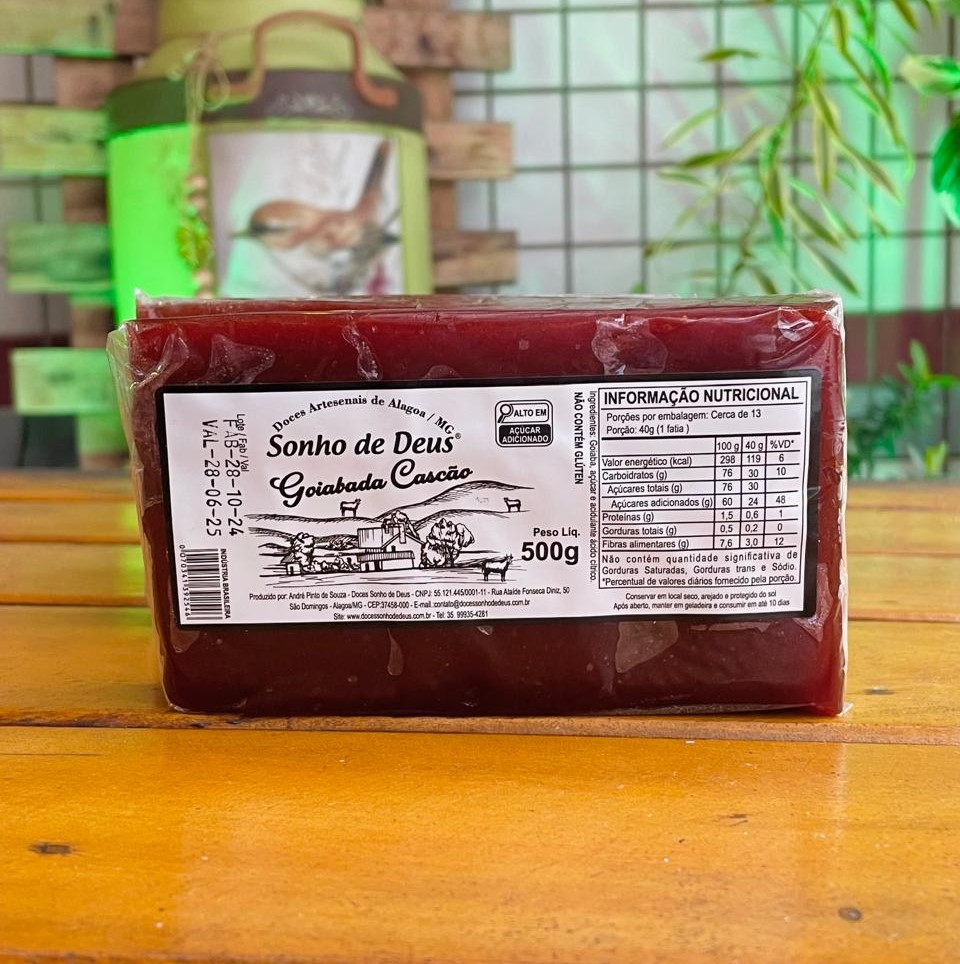 Lote / Fab / Val
FAB-28-10-24
VAL-28-06-25
INDÚSTRIA BRASILEIRA
Doces Artesenais de Alagoa / MG
Sonho de Deus®
Goiabada Cascão
ALTO EM
AÇÚCAR
ADICIONADO
Peso Líq.
500g
Produzido por: André Pinto de Souza - Doces Sonho de Deus - CNPJ: 55.121.445/0001-11 - Rua Ataíde Fonseca Diniz, 50
São Domingos - Alagoa/MG - CEP:37458-000 - E-mail.:contato@docessonhodedeus.com.br
Site: www.docessonhodedeus.com.br - Tel: 35. 99935-4261
NÃO CONTÉM GLÚTEN
Ingredientes: Goiaba, açúcar e acidulante ácido cítrico.
INFORMAÇÃO NUTRICIONAL
Porções por embalagem: Cerca de 13
Porção: 40g (1 fatia )
100 g 40 g %VD*
Valor energético (kcal) 298 119 6
Carboidratos (g) 76 30 10
Açúcares totais (g) 76 30
Açúcares adicionados (g) 60 24 48
Proteínas (g) 1,5 0,6 1
Gorduras totais (g) 0,5 0,2 0
Fibras alimentares (g) 7,6 3,0 12
Não contém quantidade significativa de
Gorduras Saturadas, Gorduras trans e Sódio.
*Percentual de valores diários fornecido pela porção.
Conservar em local seco, arejado e protegido do sol
Após aberto, manter em geladeira e consumir em até 10 dias